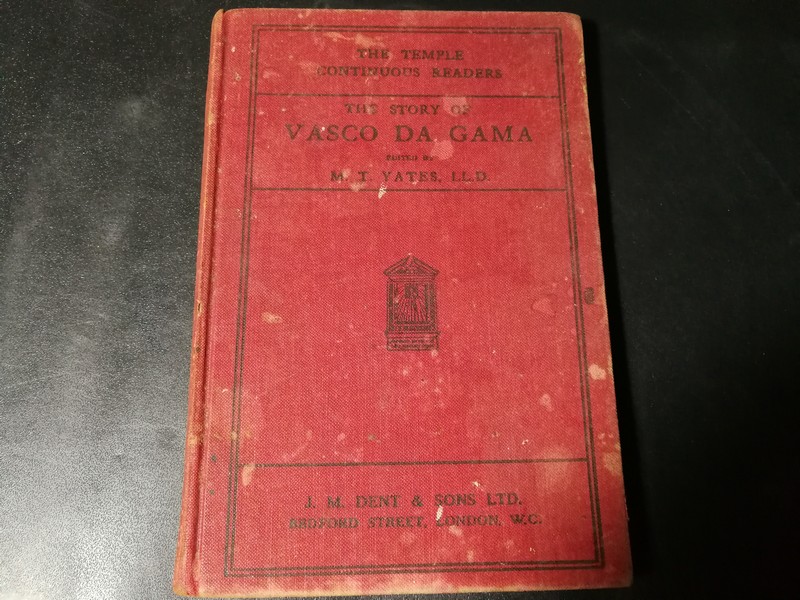 THE TEMPLE
CONTINUOUS READERS
THE STORY OF
VASCO DA GAMA
EDITED BY
M. T. YATES, LL.D.
J. M. DENT & SONS LTD.
BEDFORD STREET, LONDON, W.C.